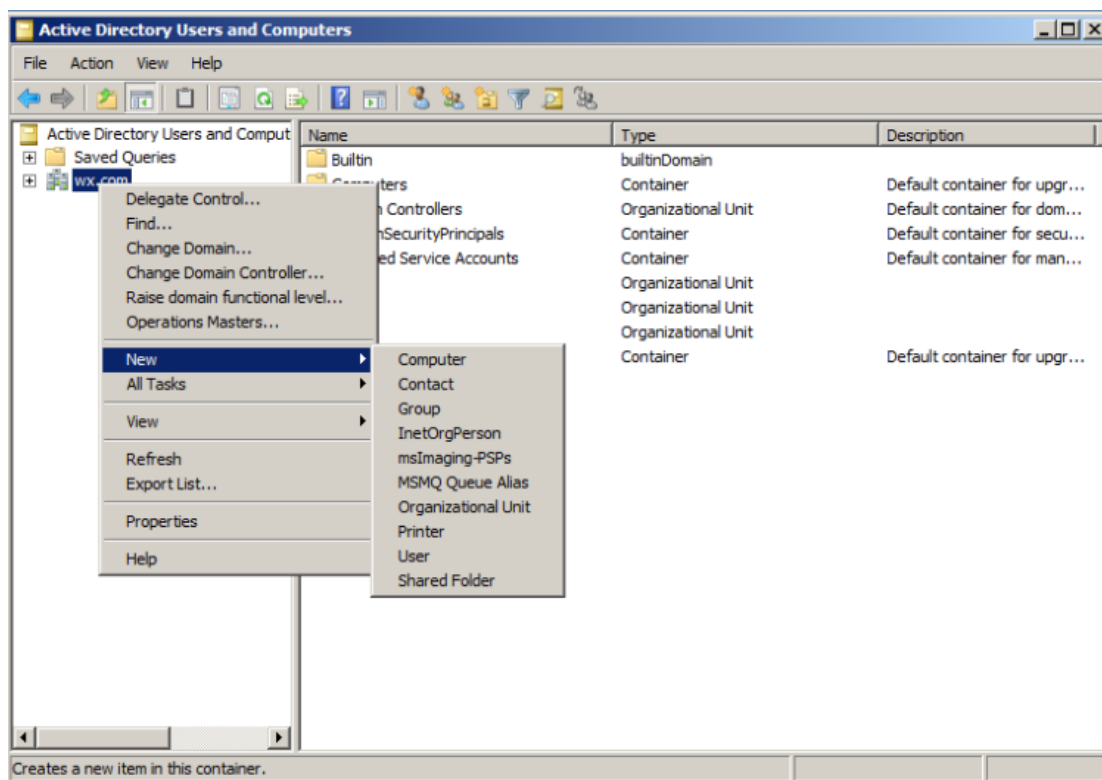 Active Directory Users and Computers
File Action View Help
Active Directory Users and Comput
Saved Queries
wx.com
Name Type Description
Builtin builtinDomain
Computers Container Default container for upgr...
Controllers Organizational Unit Default container for dom...
nSecurityPrincipals Container Default container for secu...
ed Service Accounts Container Default container for man...
Organizational Unit
Organizational Unit
Organizational Unit
Container Default container for upgr...
Delegate Control...
Find...
Change Domain...
Change Domain Controller...
Raise domain functional level...
Operations Masters...
New
All Tasks
View
Refresh
Export List...
Properties
Help
Computer
Contact
Group
InetOrgPerson
msImaging-PSPs
MSMQ Queue Alias
Organizational Unit
Printer
User
Shared Folder
Creates a new item in this container.